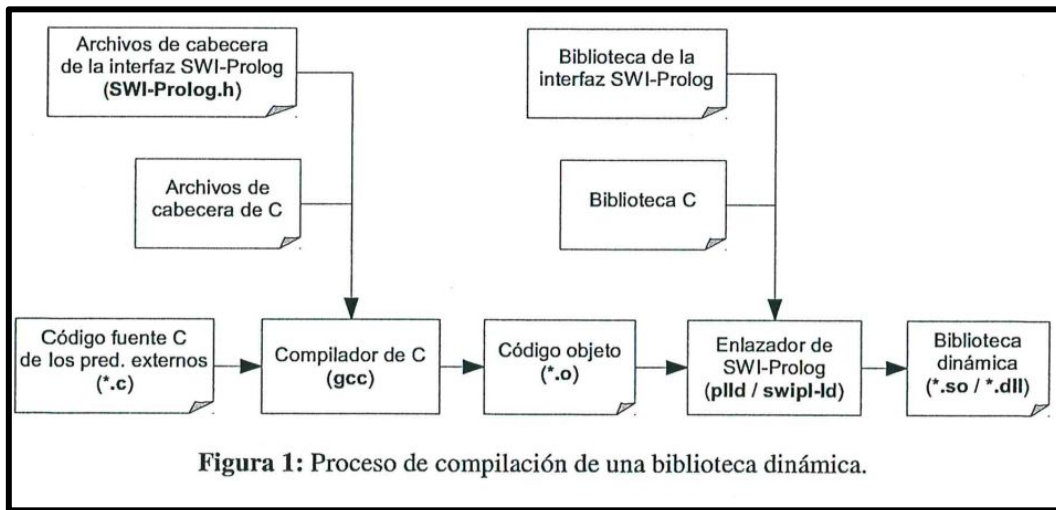 Archivos de cabecera
de la interfaz SWI-Prolog
(SWI-Prolog.h)
Biblioteca de la
interfaz SWI-Prolog
Archivos de
cabecera de C
Biblioteca C
Código fuente C
de los pred. externos
(*.c)
Compilador de C
(gcc)
Código objeto
(*.o)
Enlazador de
SWI-Prolog
(plld / swipl-ld)
Biblioteca
dinámica
(*.so / *.dll)
Figura 1: Proceso de compilación de una biblioteca dinámica.